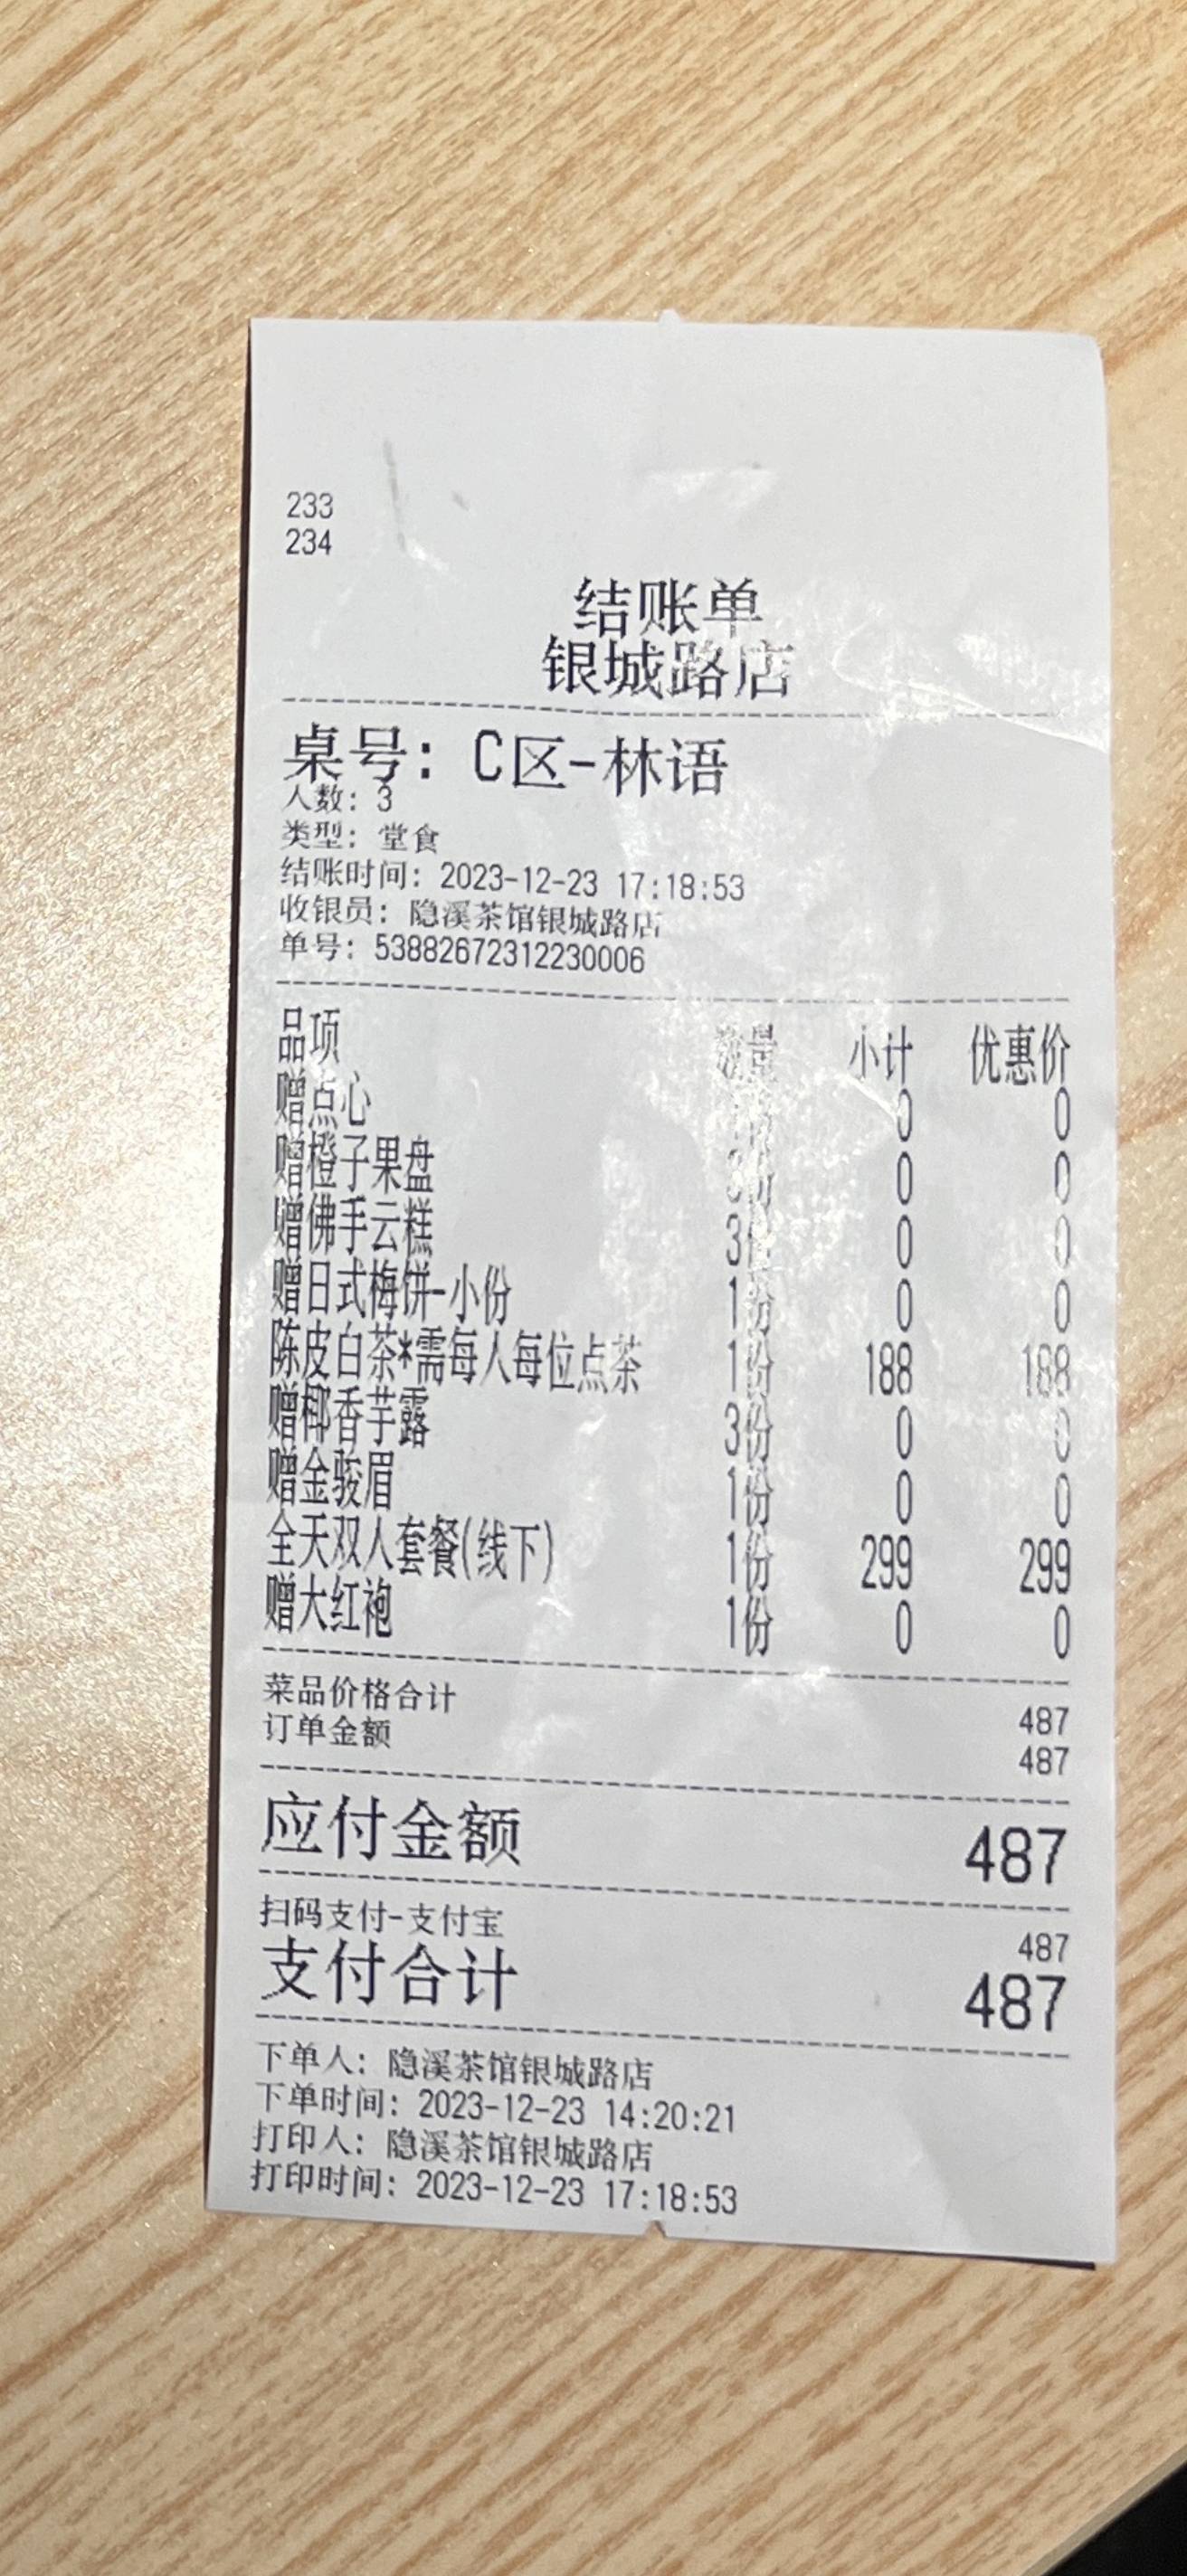 233
234
结账单
银城路店
桌号: C区-林语
人数: 3
类型: 堂食
结账时间: 2023-12-23 17:18:53
收银员: 隐溪茶馆银城路店
单号: 53882672312230006
品项 数量 小计 优惠价
赠点心 0 0
赠橙子果盘 0 0
赠佛手云糕 3位 0 0
赠日式梅饼-小份 1份 0 0
陈皮白茶*需每人每位点茶 1份 188 188
赠椰香芋露 3份 0 0
赠金骏眉 1份 0 0
全天双人套餐(线下) 1份 299 299
赠大红袍 1份 0 0
菜品价格合计 487
订单金额 487
应付金额 487
扫码支付-支付宝 487
支付合计 487
下单人: 隐溪茶馆银城路店
下单时间: 2023-12-23 14:20:21
打印人: 隐溪茶馆银城路店
打印时间: 2023-12-23 17:18:53